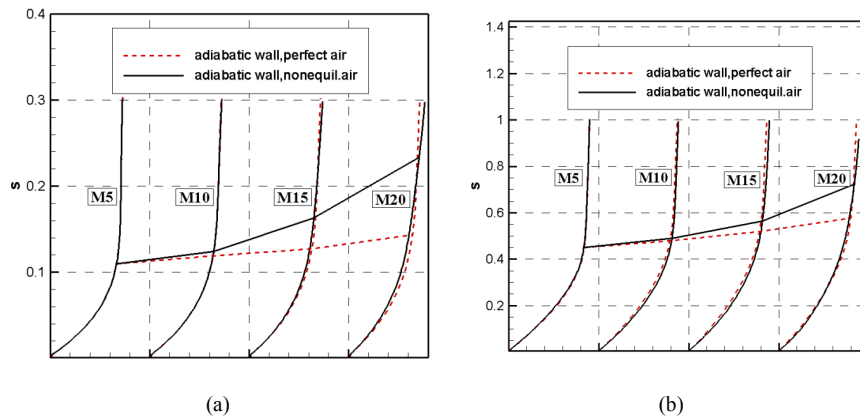 0.4
adiabatic wall,perfect air
adiabatic wall,nonequil.air
0.3
s
0.2
M5
M10
M15
M20
0.1
(a)
1.4
1.2
adiabatic wall,perfect air
adiabatic wall,nonequil.air
1
0.8
s
M5
M10
M15
M20
0.6
0.4
0.2
(b)